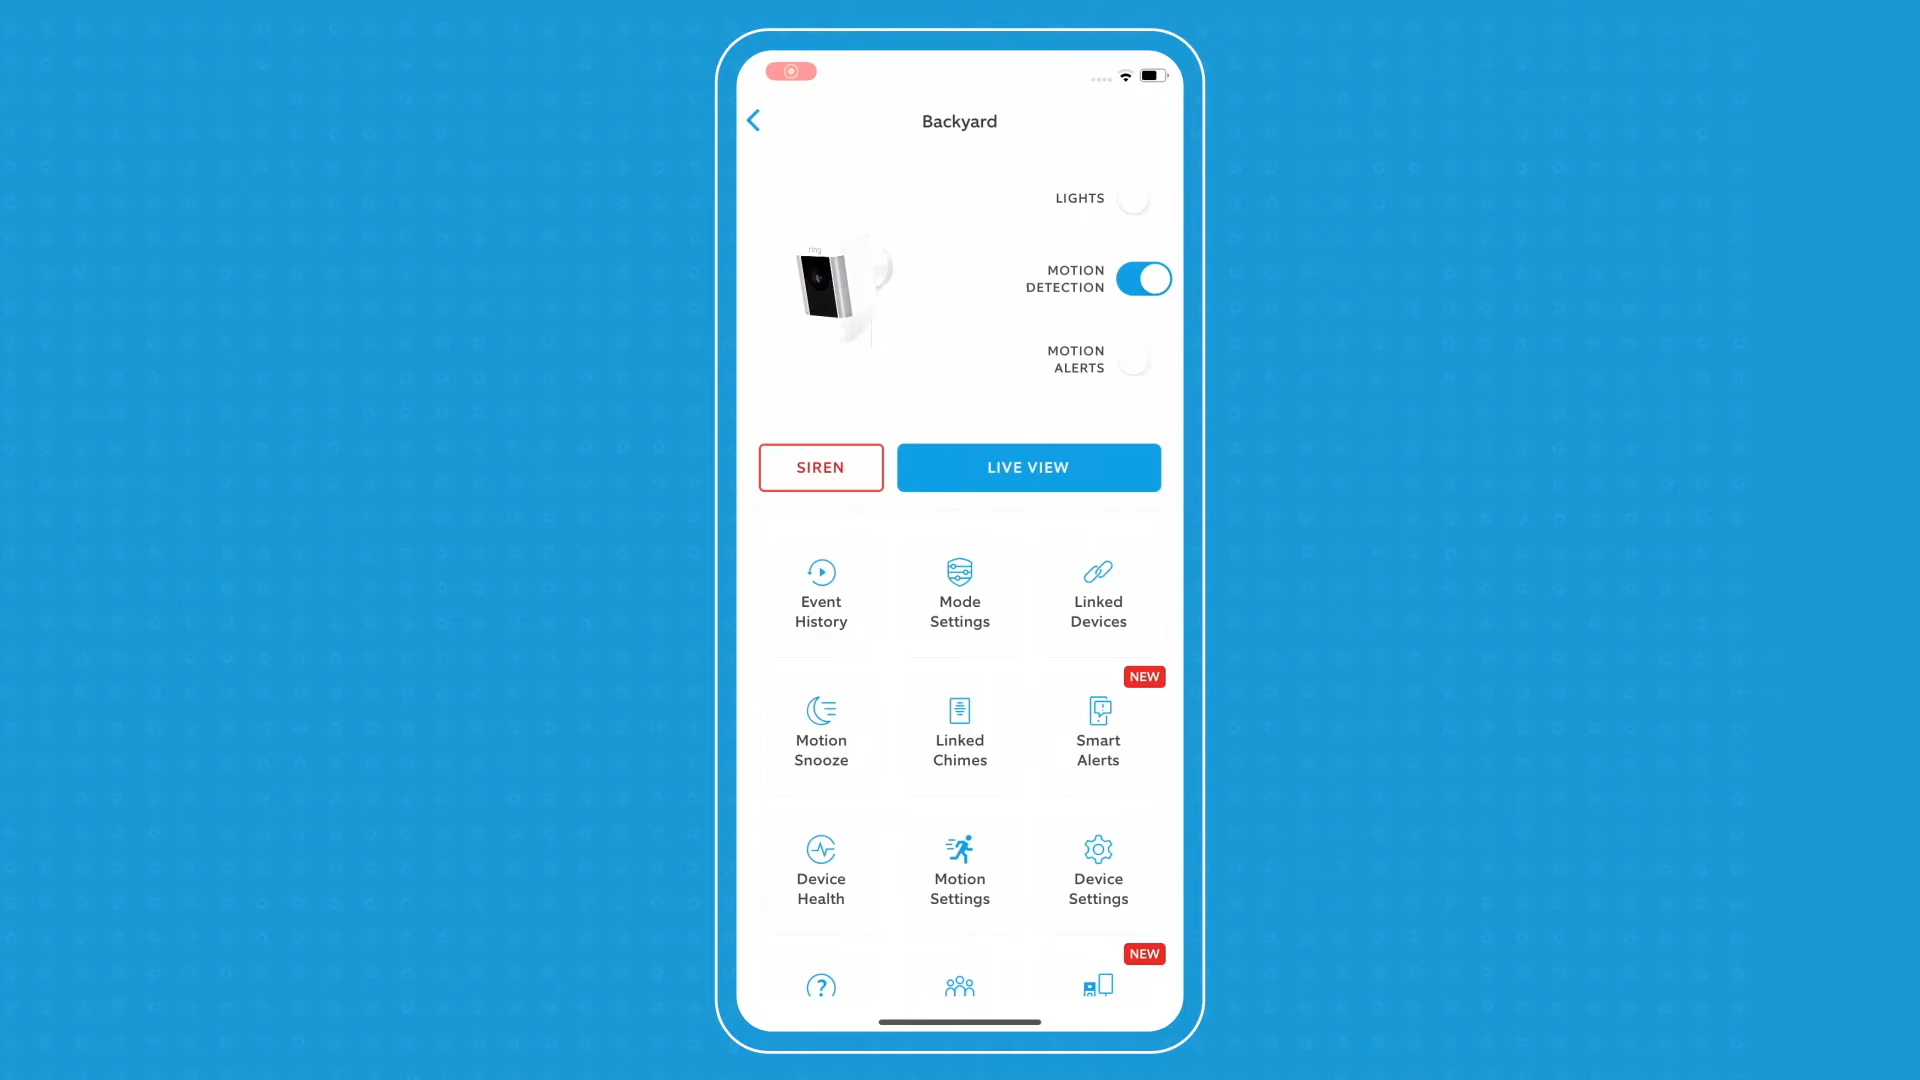 Backyard
LIGHTS
ring
MOTION
DETECTION
MOTION
ALERTS
SIREN
LIVE VIEW
Event
History
Mode
Settings
Linked
Devices
NEW
Motion
Snooze
Linked
Chimes
Smart
Alerts
Device
Health
Motion
Settings
Device
Settings
NEW